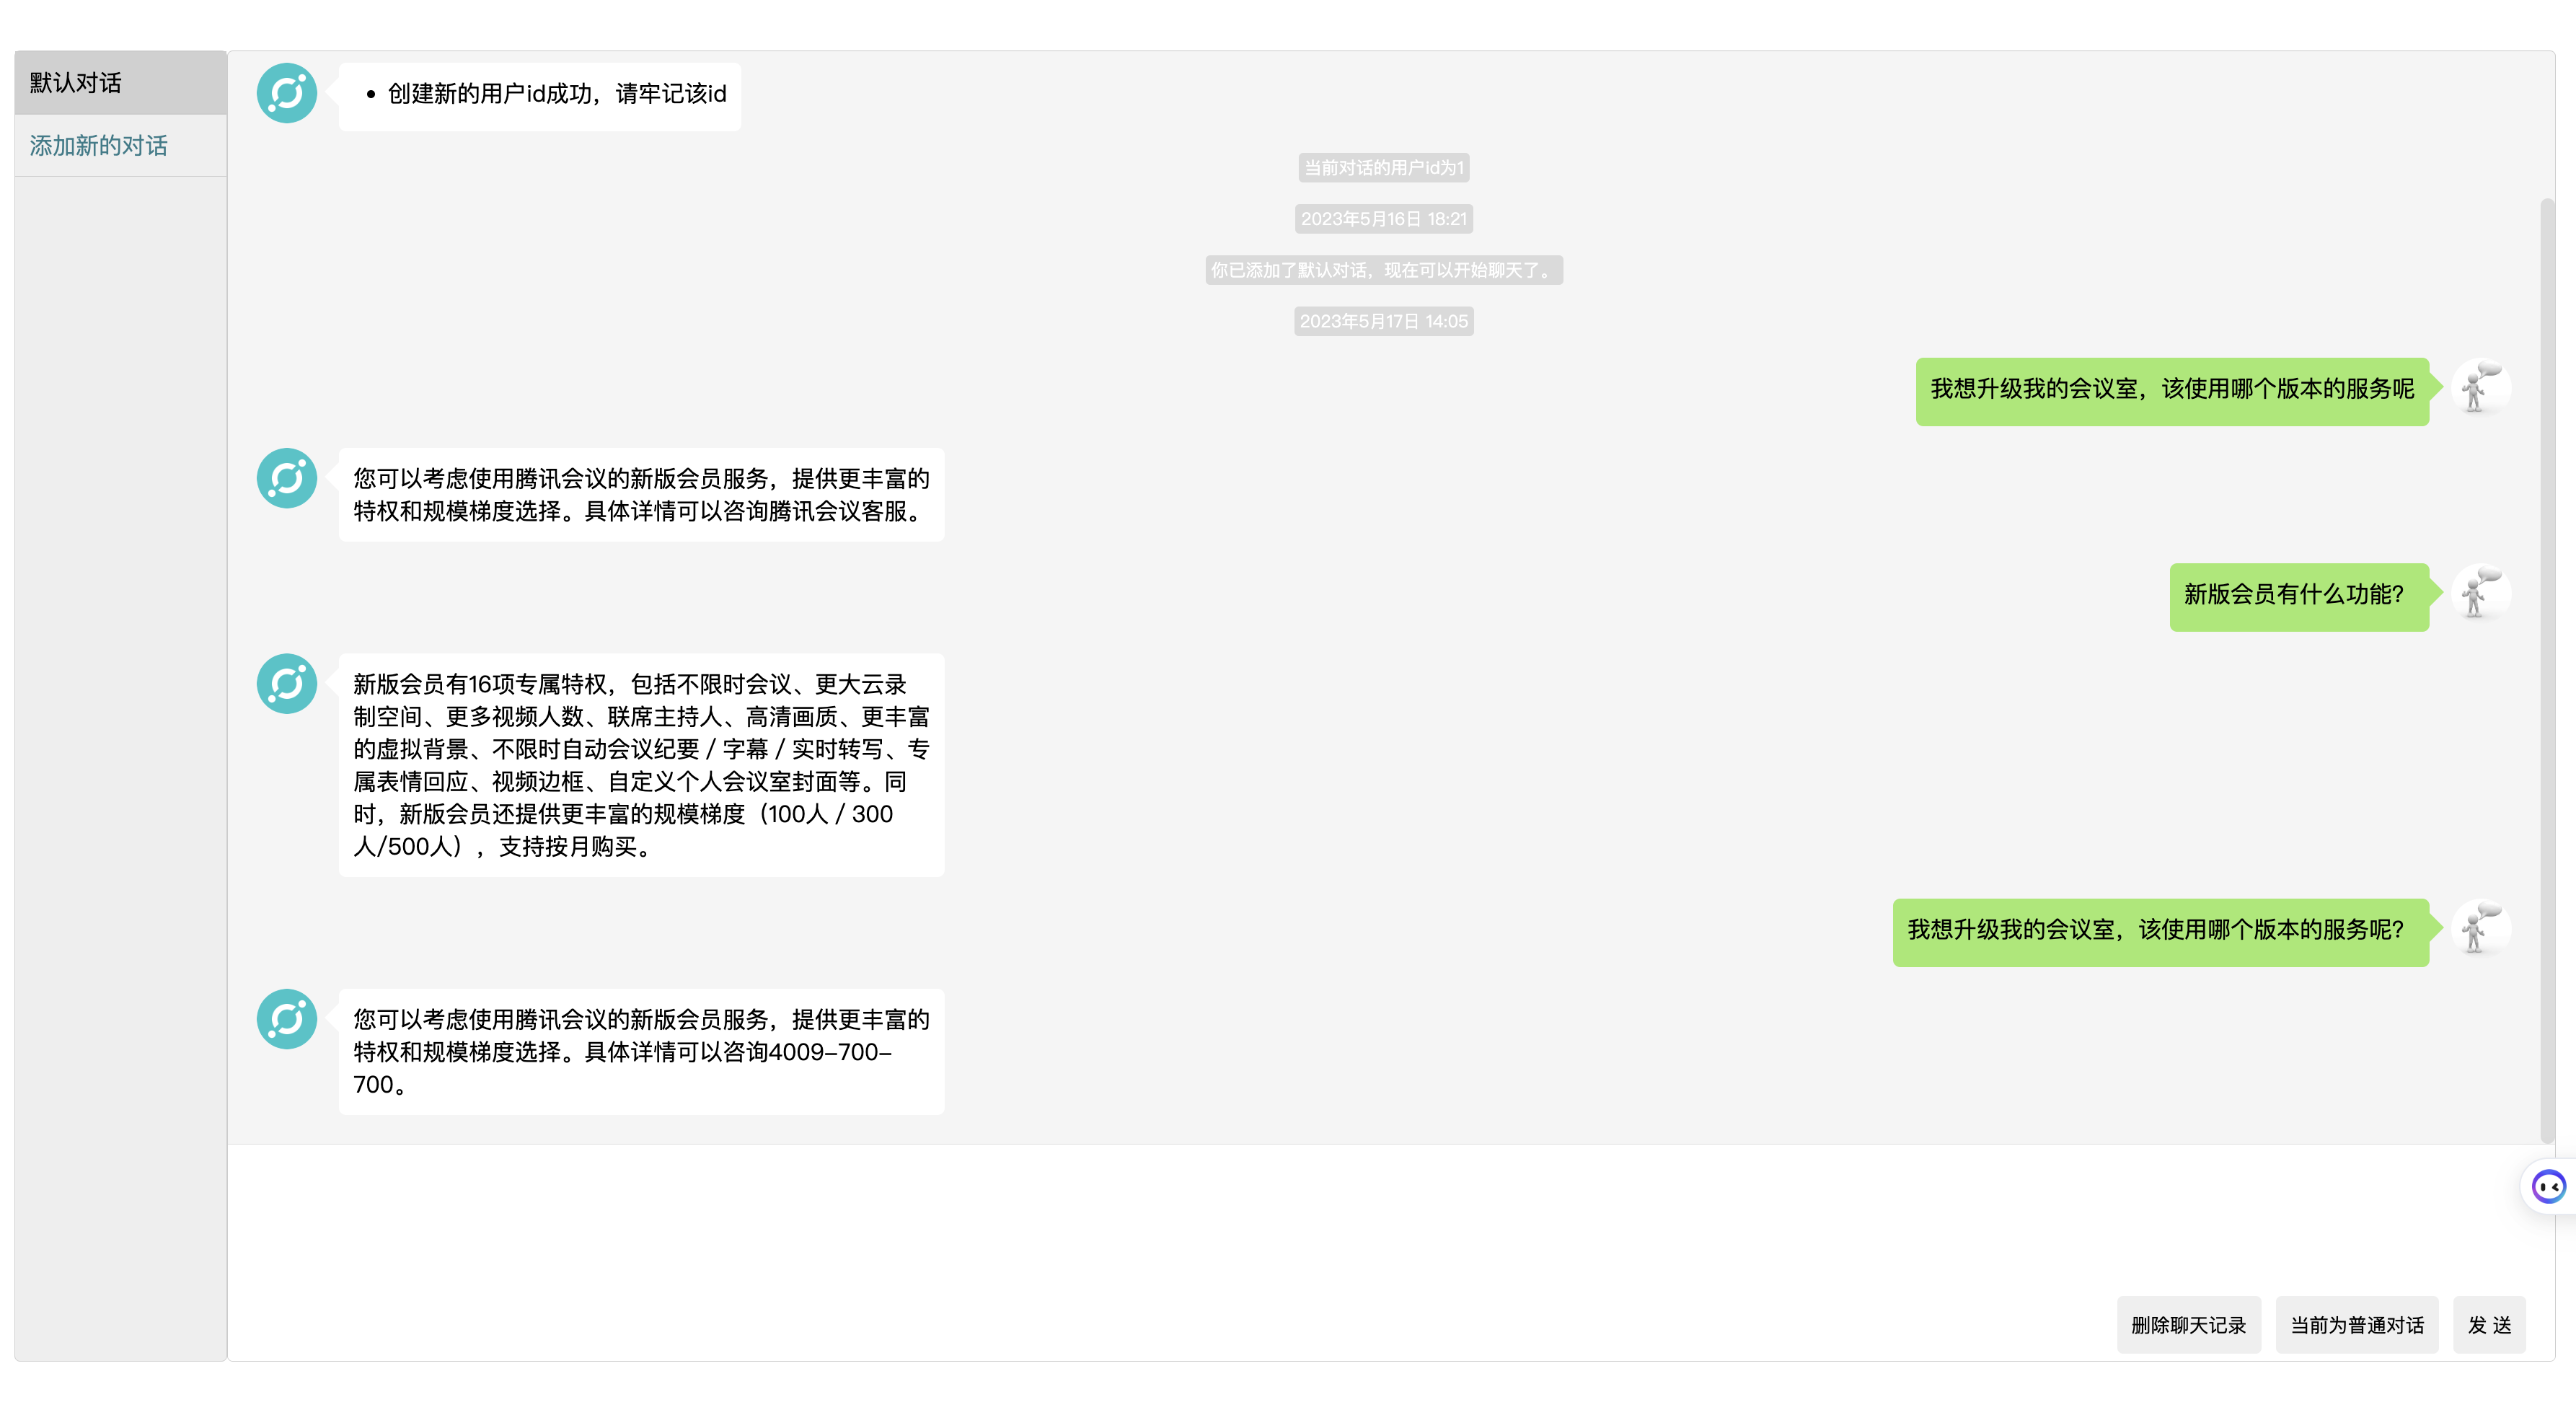 默认对话
添加新的对话
• 创建新的用户id成功，请牢记该id
当前对话的用户id为1
2023年5月16日 18:21
你已添加了默认对话，现在可以开始聊天了。
2023年5月17日 14:05
我想升级我的会议室，该使用哪个版本的服务呢
您可以考虑使用腾讯会议的新版会员服务，提供更丰富的
特权和规模梯度选择。具体详情可以咨询腾讯会议客服。
新版会员有什么功能?
新版会员有16项专属特权，包括不限时会议、更大云录
制空间、更多视频人数、联席主持人、高清画质、更丰富
的虚拟背景、不限时自动会议纪要 / 字幕 / 实时转写、专
属表情回应、视频边框、自定义个人会议室封面等。同
时，新版会员还提供更丰富的规模梯度（100人 / 300
人/500人），支持按月购买。
我想升级我的会议室，该使用哪个版本的服务呢?
您可以考虑使用腾讯会议的新版会员服务，提供更丰富的
特权和规模梯度选择。具体详情可以咨询4009-700-
700。
删除聊天记录
当前为普通对话
发 送